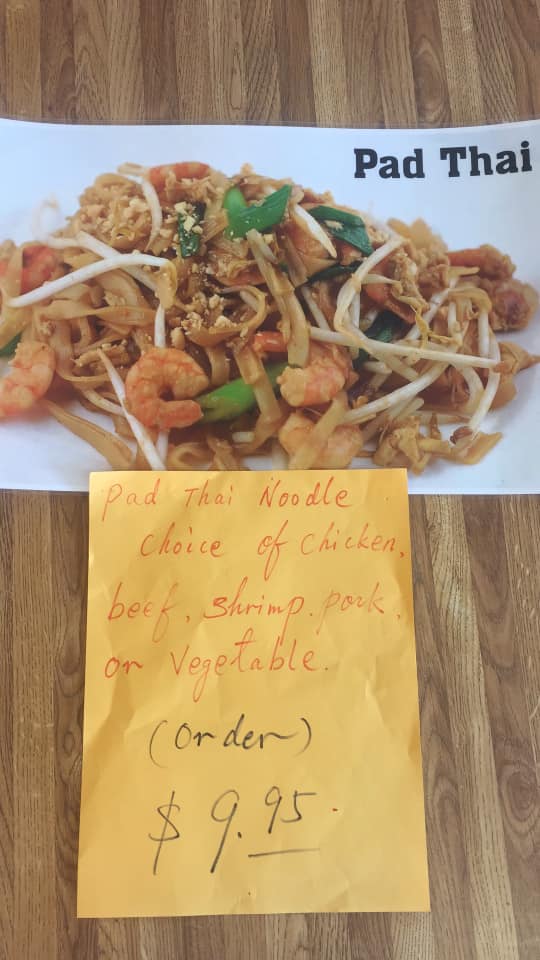 Pad Thai
Pad Thai Noodle
Choice of Chicken,
beef, Shrimp. pork,
or Vegetable.
(Order)
$ 9.95